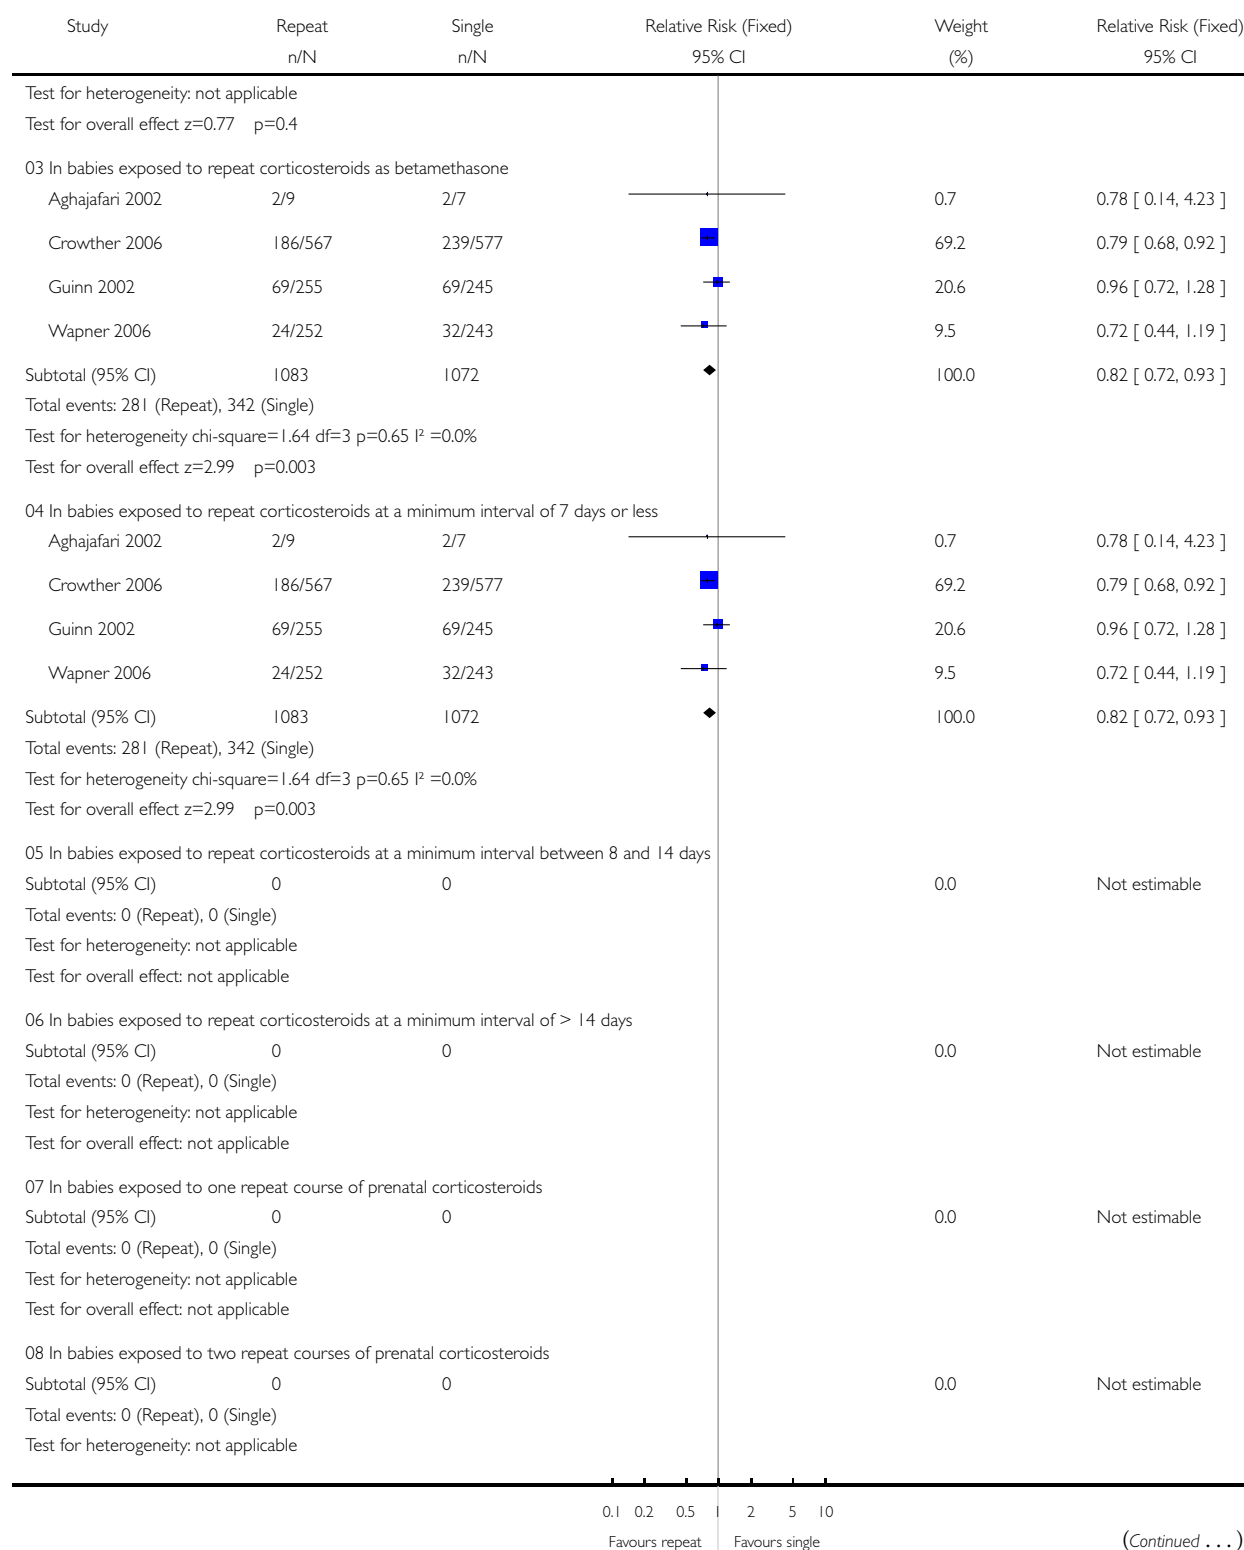 Study Repeat Single Relative Risk (Fixed) Weight Relative Risk (Fixed)
n/N n/N 95% CI (%) 95% CI
Test for heterogeneity: not applicable
Test for overall effect z=0.77 p=0.4
03 In babies exposed to repeat corticosteroids as betamethasone
Aghajafari 2002 2/9 2/7 0.7 0.78 [ 0.14, 4.23 ]
Crowther 2006 186/567 239/577 69.2 0.79 [ 0.68, 0.92 ]
Guinn 2002 69/255 69/245 20.6 0.96 [ 0.72, 1.28 ]
Wapner 2006 24/252 32/243 9.5 0.72 [ 0.44, 1.19 ]
Subtotal (95% CI) 1083 1072 100.0 0.82 [ 0.72, 0.93 ]
Total events: 281 (Repeat), 342 (Single)
Test for heterogeneity chi-square=1.64 df=3 p=0.65 I² =0.0%
Test for overall effect z=2.99 p=0.003
04 In babies exposed to repeat corticosteroids at a minimum interval of 7 days or less
Aghajafari 2002 2/9 2/7 0.7 0.78 [ 0.14, 4.23 ]
Crowther 2006 186/567 239/577 69.2 0.79 [ 0.68, 0.92 ]
Guinn 2002 69/255 69/245 20.6 0.96 [ 0.72, 1.28 ]
Wapner 2006 24/252 32/243 9.5 0.72 [ 0.44, 1.19 ]
Subtotal (95% CI) 1083 1072 100.0 0.82 [ 0.72, 0.93 ]
Total events: 281 (Repeat), 342 (Single)
Test for heterogeneity chi-square=1.64 df=3 p=0.65 I² =0.0%
Test for overall effect z=2.99 p=0.003
05 In babies exposed to repeat corticosteroids at a minimum interval between 8 and 14 days
Subtotal (95% CI) 0 0 0.0 Not estimable
Total events: 0 (Repeat), 0 (Single)
Test for heterogeneity: not applicable
Test for overall effect: not applicable
06 In babies exposed to repeat corticosteroids at a minimum interval of > 14 days
Subtotal (95% CI) 0 0 0.0 Not estimable
Total events: 0 (Repeat), 0 (Single)
Test for heterogeneity: not applicable
Test for overall effect: not applicable
07 In babies exposed to one repeat course of prenatal corticosteroids
Subtotal (95% CI) 0 0 0.0 Not estimable
Total events: 0 (Repeat), 0 (Single)
Test for heterogeneity: not applicable
Test for overall effect: not applicable
08 In babies exposed to two repeat courses of prenatal corticosteroids
Subtotal (95% CI) 0 0 0.0 Not estimable
Total events: 0 (Repeat), 0 (Single)
Test for heterogeneity: not applicable
0.1 0.2 0.5 1 2 5 10
Favours repeat Favours single (Continued . . . )